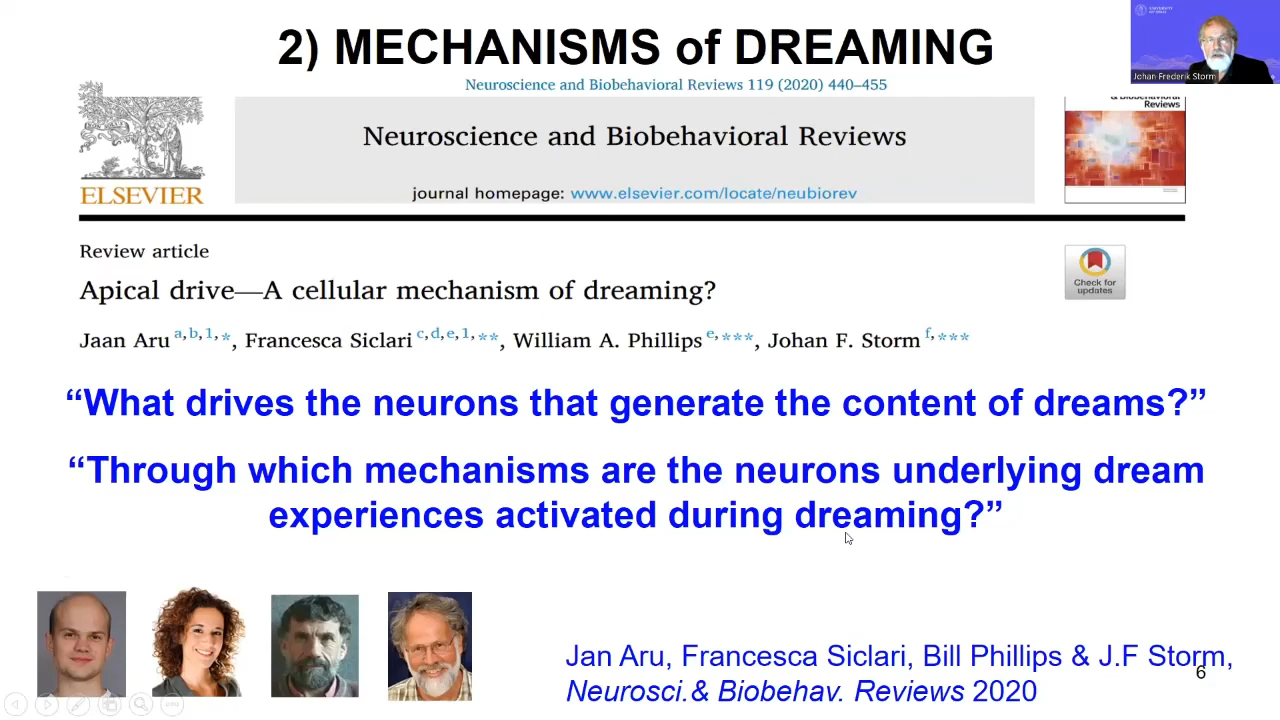 2) MECHANISMS of DREAMING
UNIVERSITY
OF OSLO
Johan Frederik Storm
Neuroscience and Biobehavioral Reviews 119 (2020) 440–455
Neuroscience and Biobehavioral Reviews
& Biobehavioral
Reviews
ELSEVIER
journal homepage: www.elsevier.com/locate/neubiorev
Review article
Check for
updates
Apical drive—A cellular mechanism of dreaming?
Jaan Aru a,b,1,*, Francesca Siclari c,d,e,1,**, William A. Phillips e,***, Johan F. Storm f,***
“What drives the neurons that generate the content of dreams?”
“Through which mechanisms are the neurons underlying dream
experiences activated during dreaming?”
Jan Aru, Francesca Siclari, Bill Phillips & J.F Storm,
Neurosci.& Biobehav. Reviews 2020
6